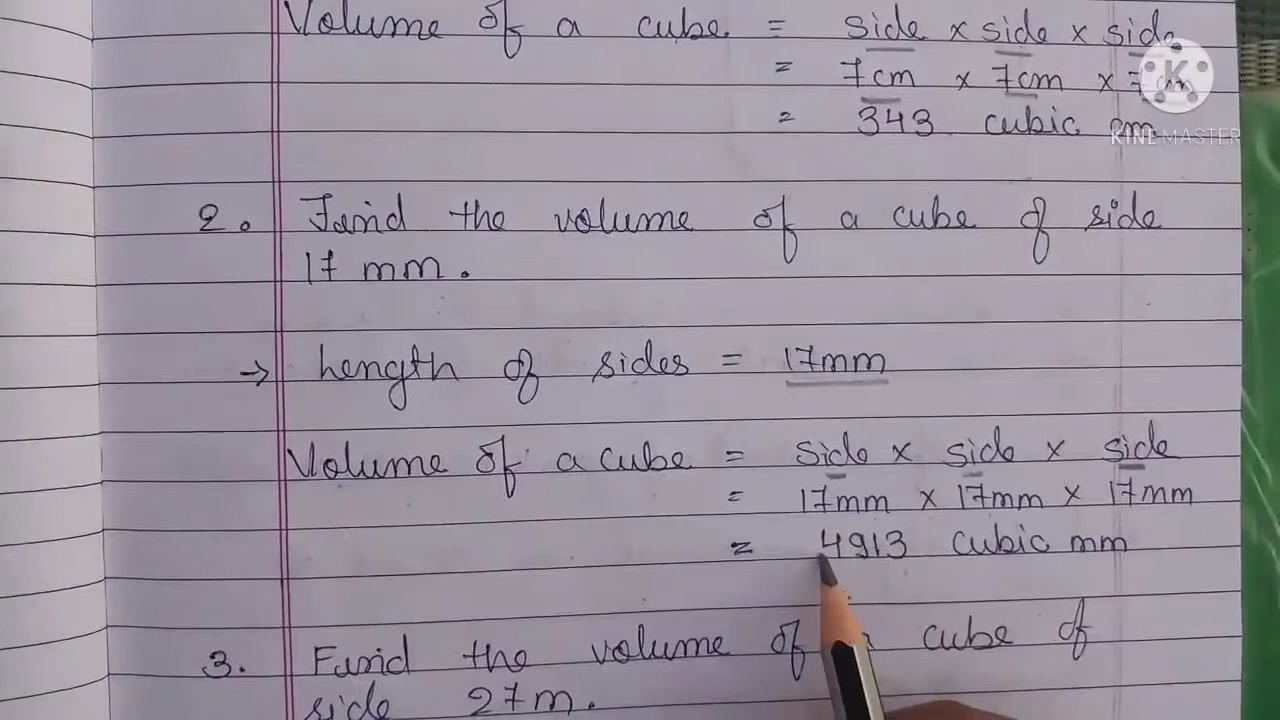 Volume of a cube = side x side x side
= 7cm x 7cm x 7cm
= 343 cubic cm
K
KINEMASTER
2. Find the volume of a cube of side
17 mm.
→ Length of sides = 17mm
Volume of a cube = side x side x side
= 17mm x 17mm x 17mm
= 4913 cubic mm
3. Find the volume of a cube of
side 27m.